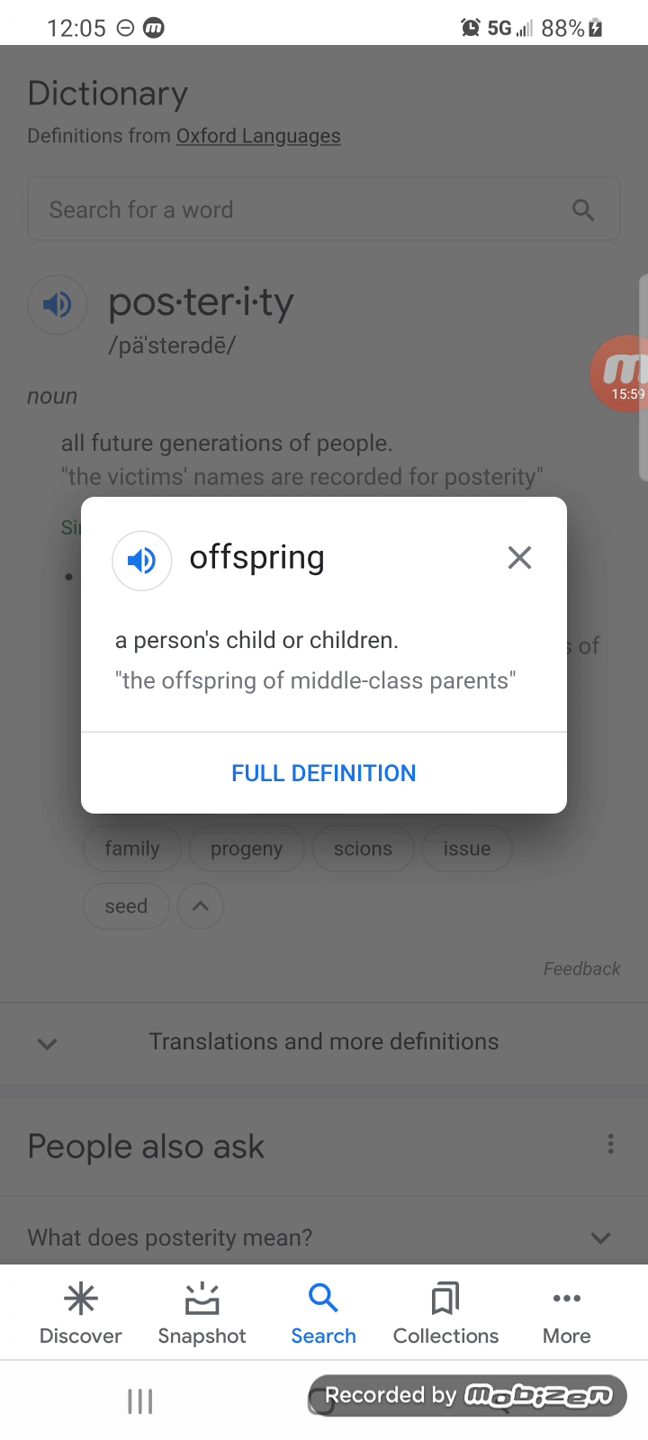 12:05 m 5G 88%
Dictionary
Definitions from Oxford Languages
Search for a word
pos·ter·i·ty
/päˈsterədē/
noun
all future generations of people.
"the victims' names are recorded for posterity"
m
15:59
offspring
a person's child or children.
"the offspring of middle-class parents"
FULL DEFINITION
of
family progeny scions issue
seed
Feedback
Translations and more definitions
People also ask
What does posterity mean?
Discover Snapshot Search Collections More
Recorded by mobizen